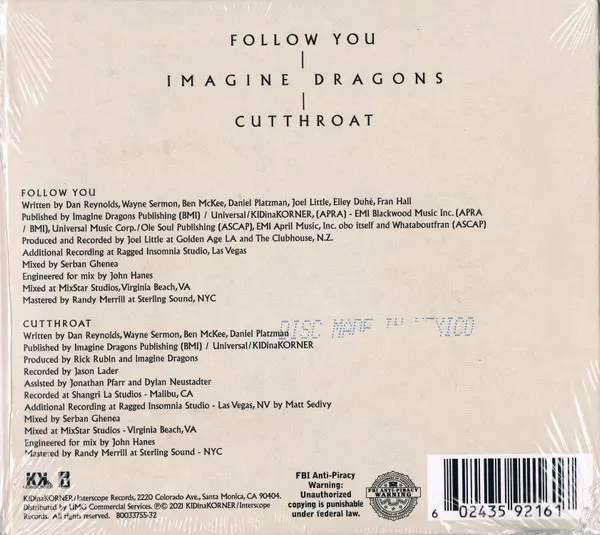 FOLLOW YOU
|
IMAGINE DRAGONS
|
CUTTHROAT
FOLLOW YOU
Written by Dan Reynolds, Wayne Sermon, Ben McKee, Daniel Platzman, Joel Little, Elley Duhé, Fran Hall
Published by Imagine Dragons Publishing (BMI) / Universal/KIDinaKORNER, (APRA) - EMI Blackwood Music Inc. (APRA
/ BMI), Universal Music Corp./Ole Soul Publishing (ASCAP), EMI April Music, Inc. obo itself and Whataboutfran (ASCAP)
Produced and Recorded by Joel Little at Golden Age LA and The Clubhouse, N.Z.
Additional Recording at Ragged Insomnia Studio, Las Vegas
Mixed by Serban Ghenea
Engineered for mix by John Hanes
Mixed at MixStar Studios, Virginia Beach, VA
Mastered by Randy Merrill at Sterling Sound, NYC
CUTTHROAT
Written by Dan Reynolds, Wayne Sermon, Ben McKee, Daniel Platzman
DISC MADE IN MEXICO
Published by Imagine Dragons Publishing (BMI) / Universal/KIDinaKORNER
Produced by Rick Rubin and Imagine Dragons
Recorded by Jason Lader
Assisted by Jonathan Pfarr and Dylan Neustadter
Recorded at Shangri La Studios - Malibu, CA
Additional Recording at Ragged Insomnia Studio - Las Vegas, NV by Matt Sedivy
Mixed by Serban Ghenea
Mixed at MixStar Studios - Virginia Beach, VA
Engineered for mix by John Hanes
Mastered by Randy Merrill at Sterling Sound - NYC
KIDinaKORNER/Interscope Records, 2220 Colorado Ave., Santa Monica, CA 90404.
Distributed by UMG Commercial Services. ℗© 2021 KIDinaKORNER/Interscope
Records. All rights reserved. B0033755-32
FBI Anti-Piracy
Warning:
Unauthorized
copying is punishable
under federal law.
FBI ANTI-PIRACY
WARNING
6 02435 92161